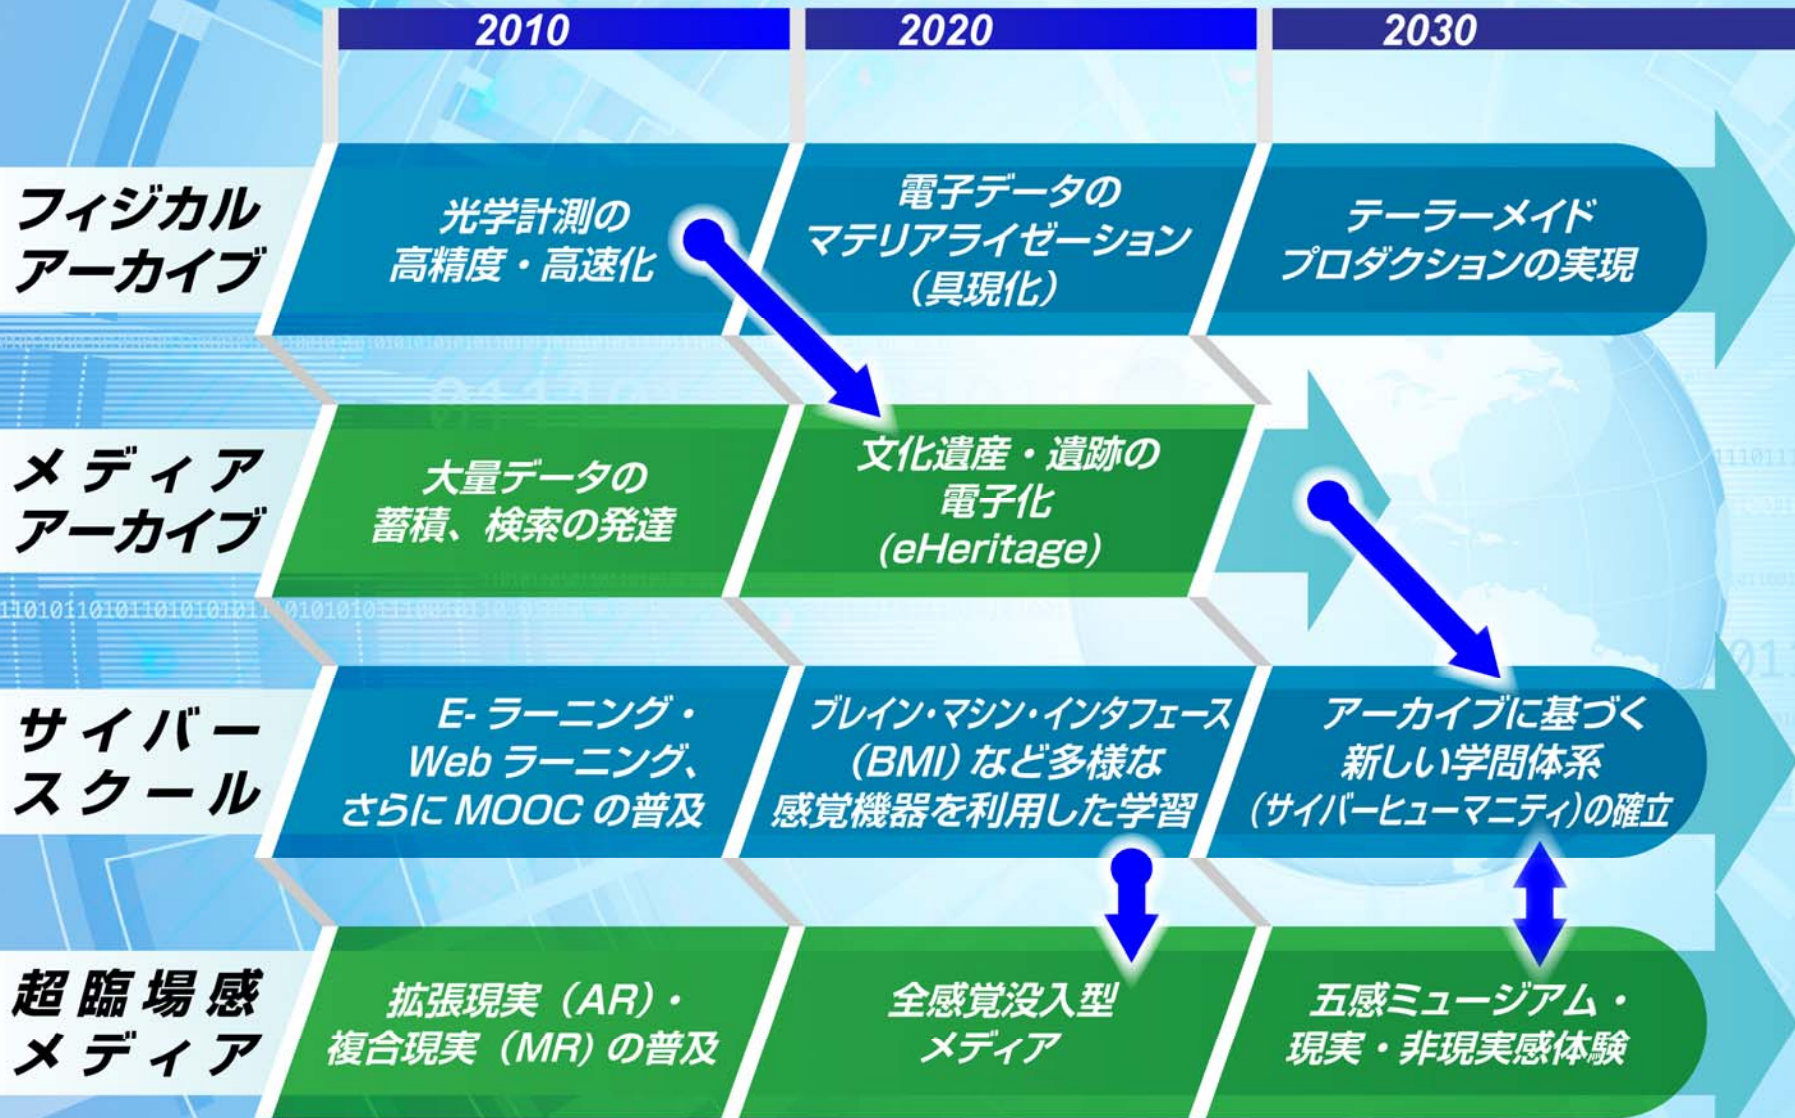 2010
2020
2030
フィジカル
アーカイブ
光学計測の
高精度・高速化
電子データの
マテリアライゼーション
(具現化)
テーラーメイド
プロダクションの実現
メディア
アーカイブ
大量データの
蓄積、検索の発達
文化遺産・遺跡の
電子化
(eHeritage)
サイバー
スクール
E-ラーニング・
Webラーニング、
さらにMOOCの普及
ブレイン・マシン・インタフェース
(BMI)など多様な
感覚機器を利用した学習
アーカイブに基づく
新しい学問体系
(サイバーヒューマニティ)の確立
超臨場感
メディア
拡張現実(AR)・
複合現実(MR)の普及
全感覚没入型
メディア
五感ミュージアム・
現実・非現実感体験